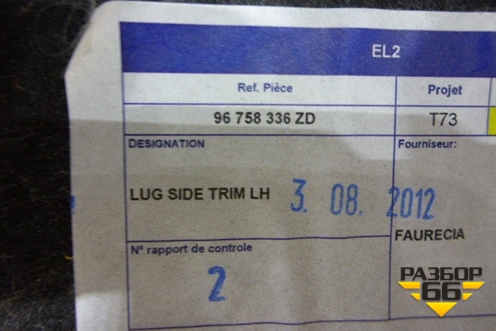 EL2
Ref. Pièce Projet
96 758 336 ZD T73
DESIGNATION Fournisseur:
LUG SIDE TRIM LH 3. 08. 2012
FAURECIA
N° rapport de controle
2
РАЗБОР
66